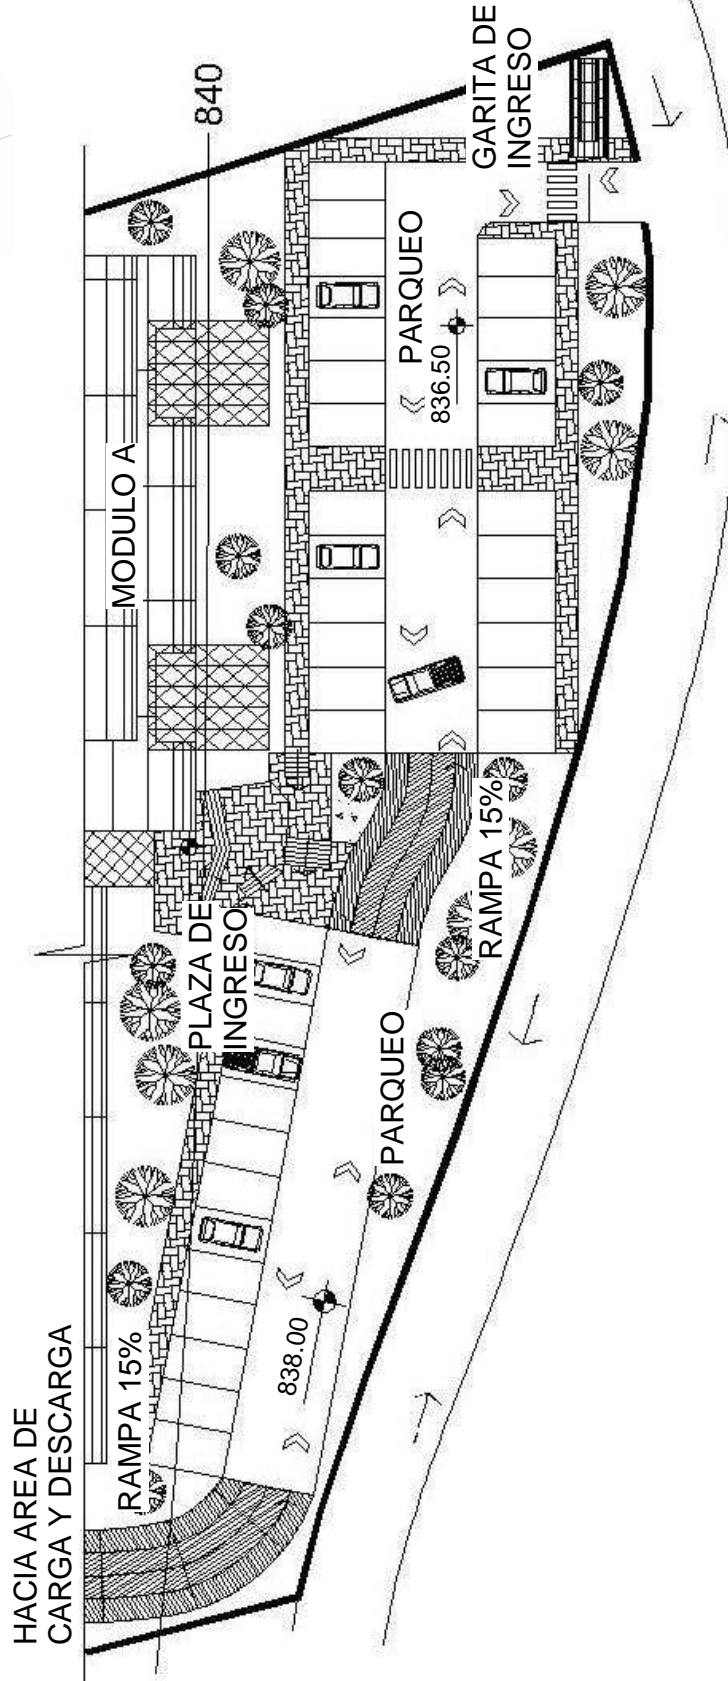 HACIA AREA DE
CARGA Y DESCARGA
RAMPA 15%
838.00
PARQUEO
PLAZA DE
INGRESO
RAMPA 15%
MODULO A
836.50
PARQUEO
840
GARITA DE
INGRESO